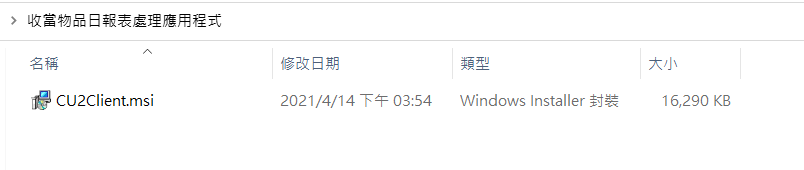 收當物品日報表處理應用程式
名稱 修改日期 類型 大小
CU2Client.msi 2021/4/14 下午 03:54 Windows Installer 封裝 16,290 KB